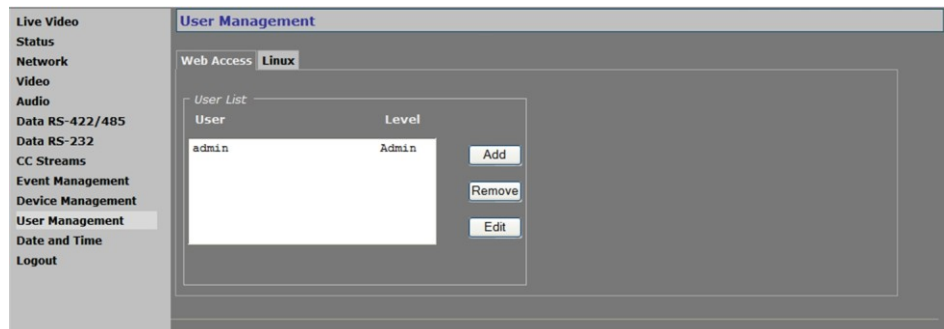 Live Video
Status
Network
Video
Audio
Data RS-422/485
Data RS-232
CC Streams
Event Management
Device Management
User Management
Date and Time
Logout
User Management
Web Access Linux
User List
User Level
admin Admin
Add
Remove
Edit